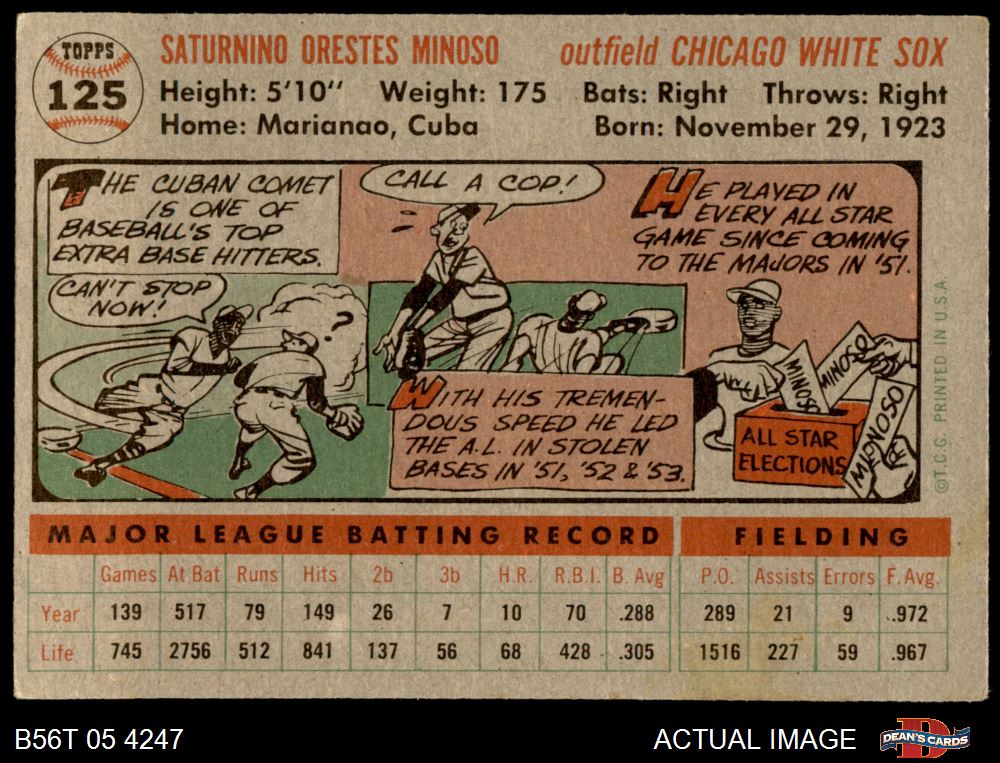 TOPPS
125
SATURNINO ORESTES MINOSO
outfield CHICAGO WHITE SOX
Height: 5'10" Weight: 175 Bats: Right Throws: Right
Home: Marianao, Cuba Born: November 29, 1923
THE CUBAN COMET
IS ONE OF
BASEBALL'S TOP
EXTRA BASE HITTERS.
CAN'T STOP
NOW!
?
CALL A COP!
WITH HIS TREMEN-
DOUS SPEED HE LED
THE A.L. IN STOLEN
BASES IN '51, '52 & '53.
HE PLAYED IN
EVERY ALL STAR
GAME SINCE COMING
TO THE MAJORS IN '51.
MINOSO
MINOSO
MINOSO
ALL STAR
ELECTIONS
©T.C.G. PRINTED IN U.S.A.
MAJOR LEAGUE BATTING RECORD FIELDING
Games At Bat Runs Hits 2b 3b H.R. R.B.I. B. Avg P.O. Assists Errors F. Avg.
Year 139 517 79 149 26 7 10 70 .288 289 21 9 .972
Life 745 2756 512 841 137 56 68 428 .305 1516 227 59 .967
B56T 05 4247
ACTUAL IMAGE
D
DEAN'S CARDS